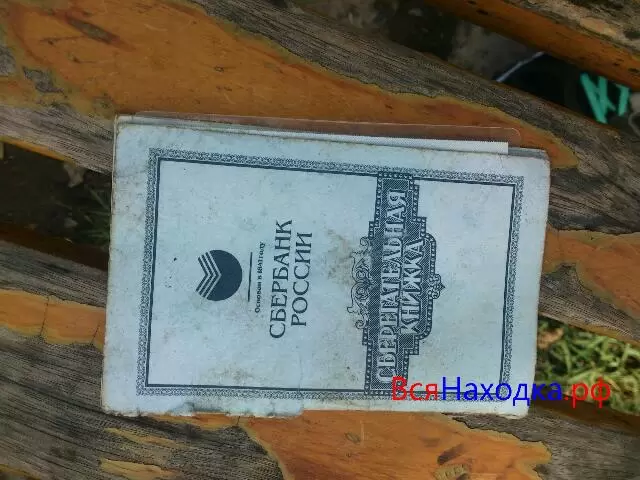 Основан в 1841 году
СБЕРБАНК
РОССИИ
СБЕРЕГАТЕЛЬНАЯ
КНИЖКА
ВсяНаходка.рф